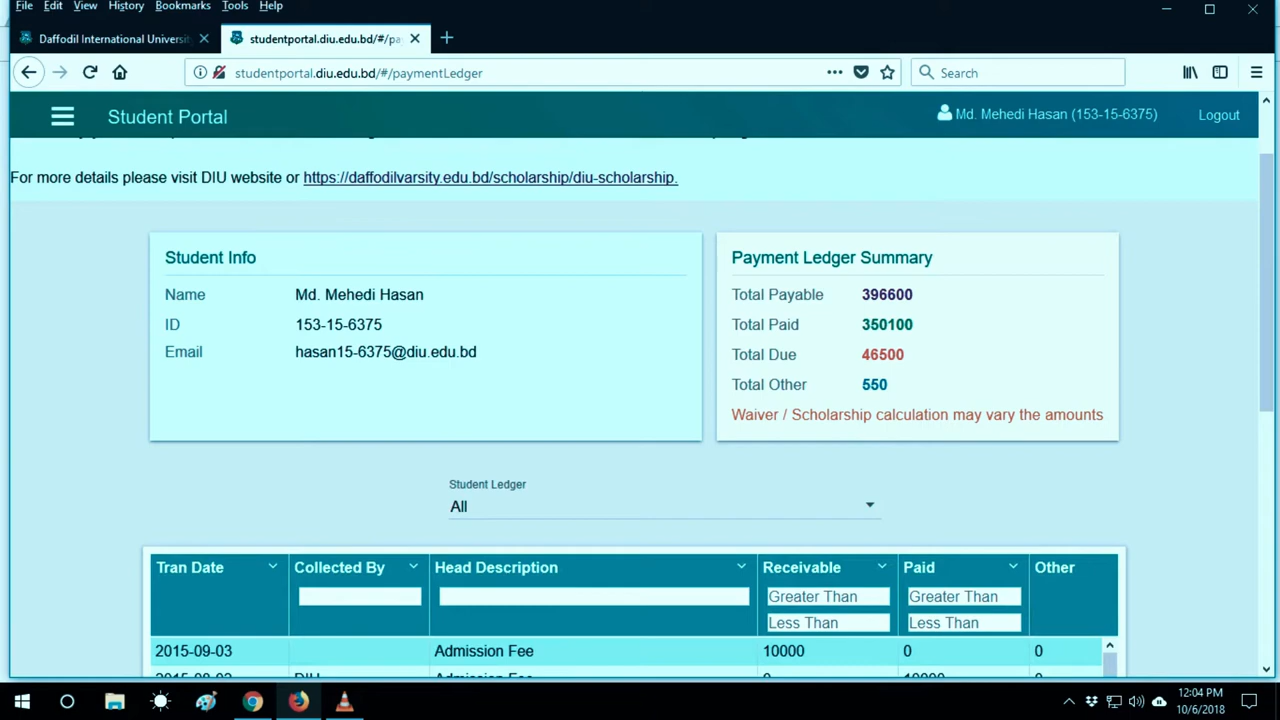 File Edit View History Bookmarks Tools Help
Daffodil International Universit studentportal.diu.edu.bd/#/pa
studentportal.diu.edu.bd/#/paymentLedger Search
Student Portal Md. Mehedi Hasan (153-15-6375) Logout
For more details please visit DIU website or https://daffodilvarsity.edu.bd/scholarship/diu-scholarship.
Student Info
Name Md. Mehedi Hasan
ID 153-15-6375
Email hasan15-6375@diu.edu.bd
Payment Ledger Summary
Total Payable 396600
Total Paid 350100
Total Due 46500
Total Other 550
Waiver / Scholarship calculation may vary the amounts
Student Ledger
All
Tran Date Collected By Head Description Receivable Paid Other
Greater Than Greater Than
Less Than Less Than
2015-09-03 Admission Fee 10000 0 0
DIU Admission Fee 0 10000
12:04 PM
10/6/2018